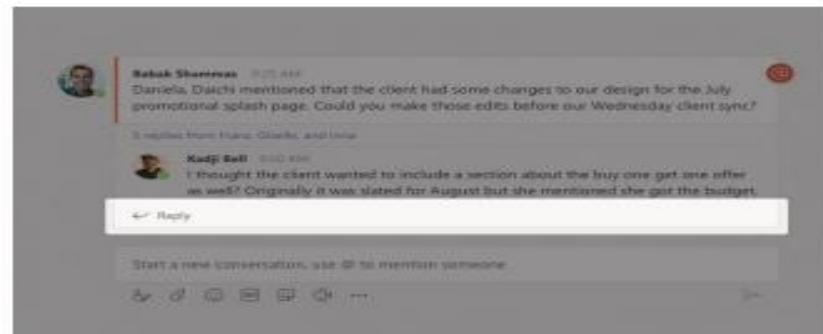 Babak Shammas 9:25 AM
Daniela, Daichi mentioned that the client had some changes to our design for the July
promotional splash page. Could you make those edits before our Wednesday client sync?
5 replies from Franz, Giselle, and Irina
Kadji Bell
I thought the client wanted to include a section about the buy one get one offer
as well? Originally it was slated for August but she mentioned she got the budget.
Reply
Start a new conversation, use @ to mention someone